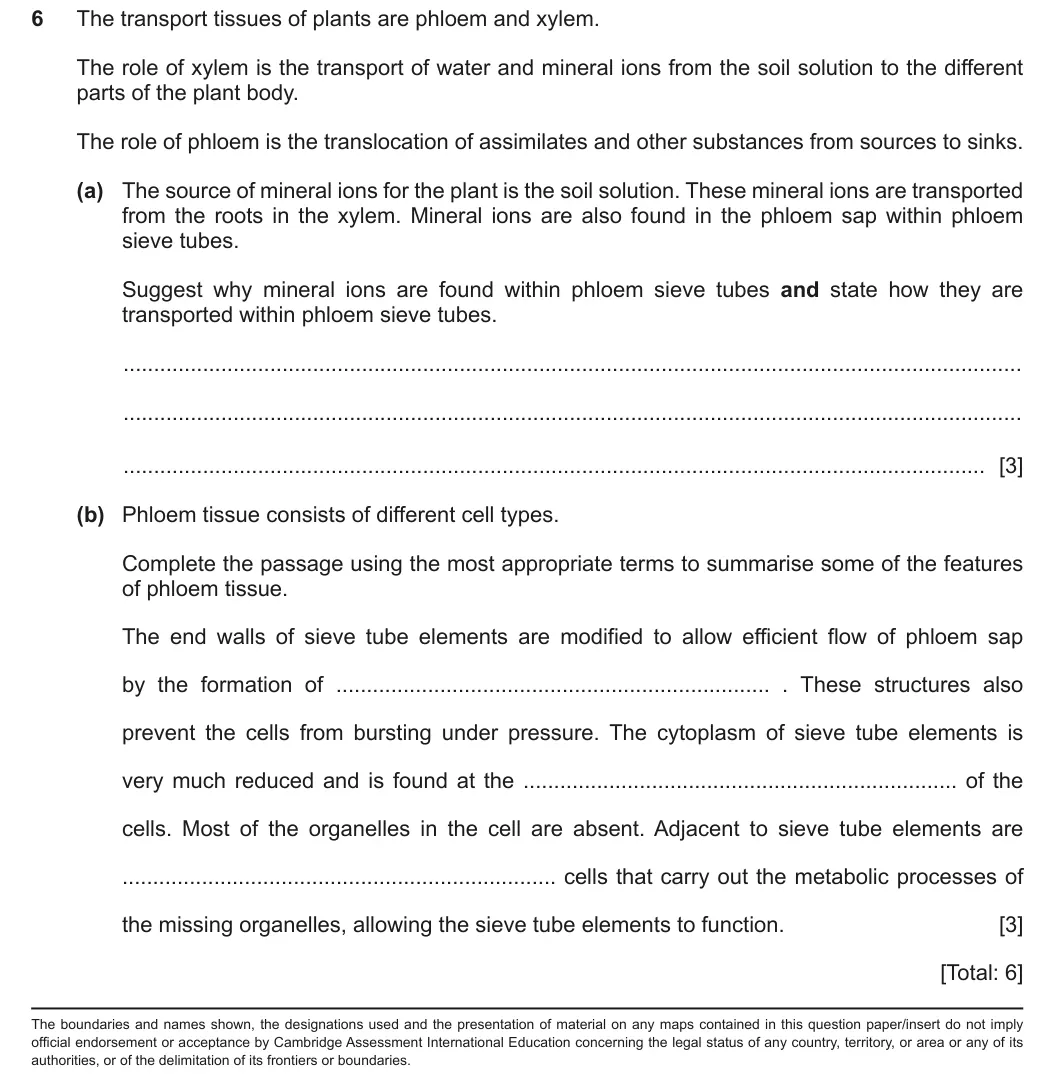 6 The transport tissues of plants are phloem and xylem.
The role of xylem is the transport of water and mineral ions from the soil solution to the different
parts of the plant body.
The role of phloem is the translocation of assimilates and other substances from sources to sinks.
(a) The source of mineral ions for the plant is the soil solution. These mineral ions are transported
from the roots in the xylem. Mineral ions are also found in the phloem sap within phloem
sieve tubes.
Suggest why mineral ions are found within phloem sieve tubes and state how they are
transported within phloem sieve tubes.
....................................................................................................................................................
....................................................................................................................................................
.............................................................................................................................................. [3]
(b) Phloem tissue consists of different cell types.
Complete the passage using the most appropriate terms to summarise some of the features
of phloem tissue.
The end walls of sieve tube elements are modified to allow efficient flow of phloem sap
by the formation of ....................................................................... . These structures also
prevent the cells from bursting under pressure. The cytoplasm of sieve tube elements is
very much reduced and is found at the ....................................................................... of the
cells. Most of the organelles in the cell are absent. Adjacent to sieve tube elements are
....................................................................... cells that carry out the metabolic processes of
the missing organelles, allowing the sieve tube elements to function. [3]
[Total: 6]
The boundaries and names shown, the designations used and the presentation of material on any maps contained in this question paper/insert do not imply
official endorsement or acceptance by Cambridge Assessment International Education concerning the legal status of any country, territory, or area or any of its
authorities, or of the delimitation of its frontiers or boundaries.